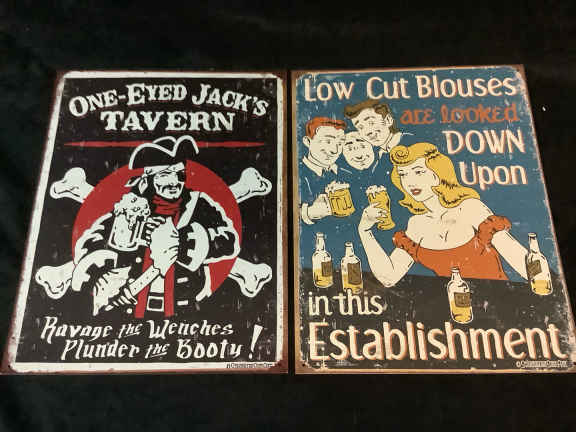 One-Eyed Jack's
Tavern
Ravage the Wenches
Plunder the Booty!
Low Cut Blouses
are looked
DOWN
Upon
in this
Establishment